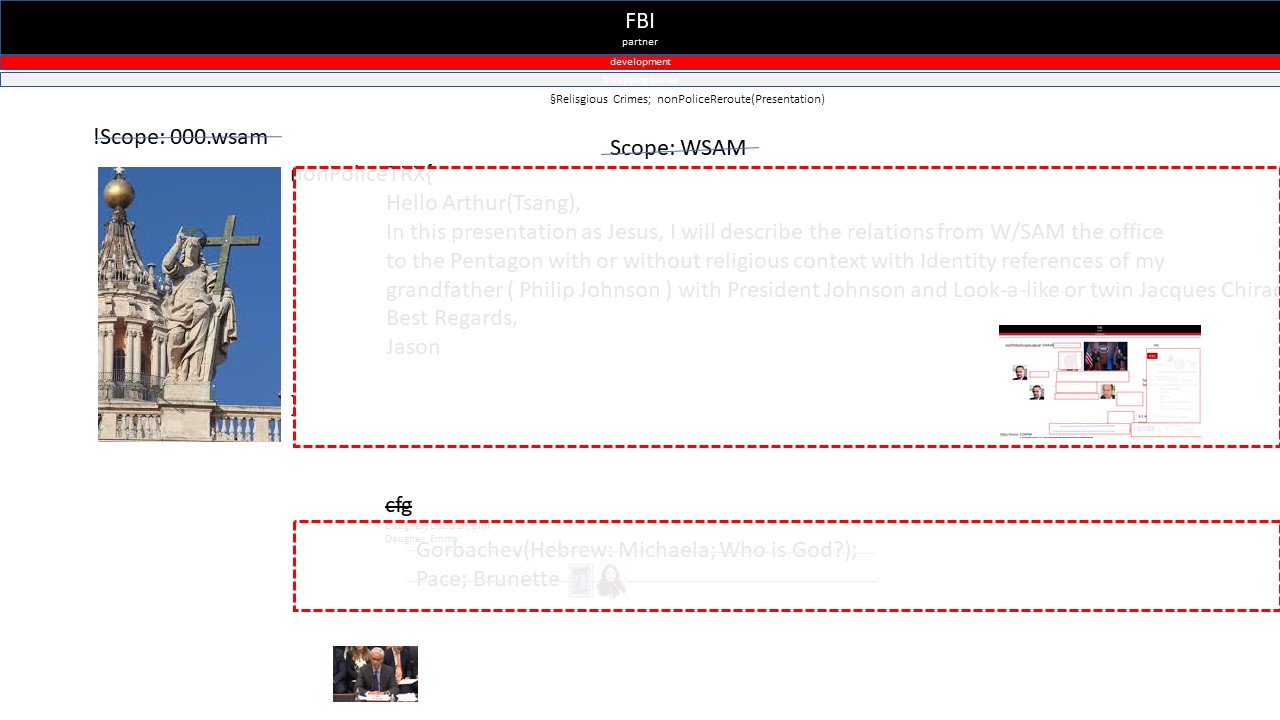 FBI
partner
development
§Relisgious Crimes; nonPoliceReroute(Presentation)
!Scope: 000.wsam
Scope: WSAM
nonPoliceTRX{
Hello Arthur(Tsang),
In this presentation as Jesus, I will describe the relations from W/SAM the office
to the Pentagon with or without religious context with Identity references of my
grandfather ( Philip Johnson ) with President Johnson and Look-a-like or twin Jacques Chirac
Best Regards,
Jason
}
cfg
Daughar, Emma
Gorbachev(Hebrew: Michaela; Who is God?);
Pace; Brunette